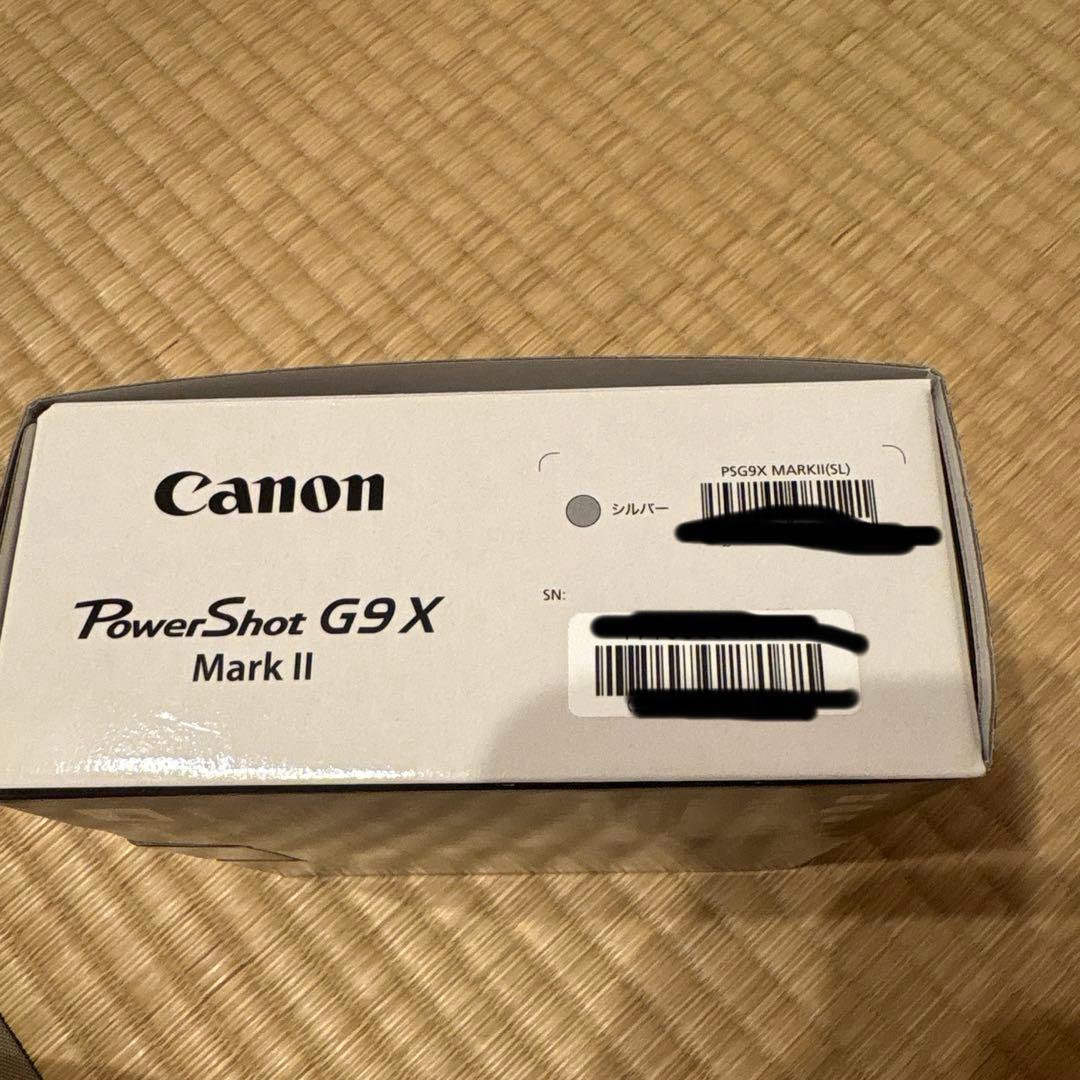 Canon
PowerShot G9 X
Mark II
PSG9X MARKII(SL)
シルバー
SN: